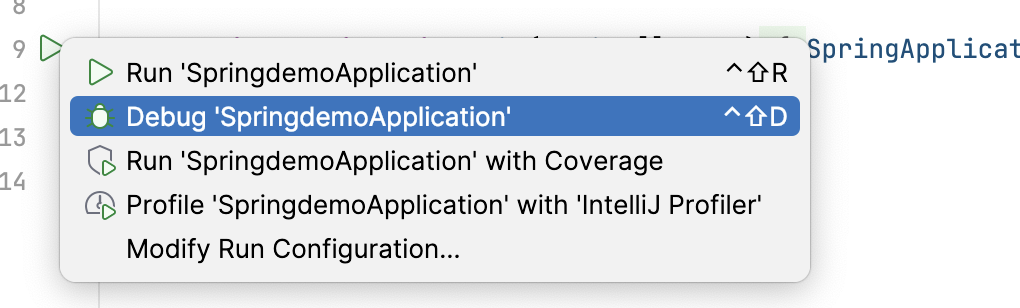 8
9
SpringApplicat
Run 'SpringdemoApplication' ^⇧R
Debug 'SpringdemoApplication' ^⇧D
12
13
Run 'SpringdemoApplication' with Coverage
14
Profile 'SpringdemoApplication' with 'IntelliJ Profiler'
Modify Run Configuration...